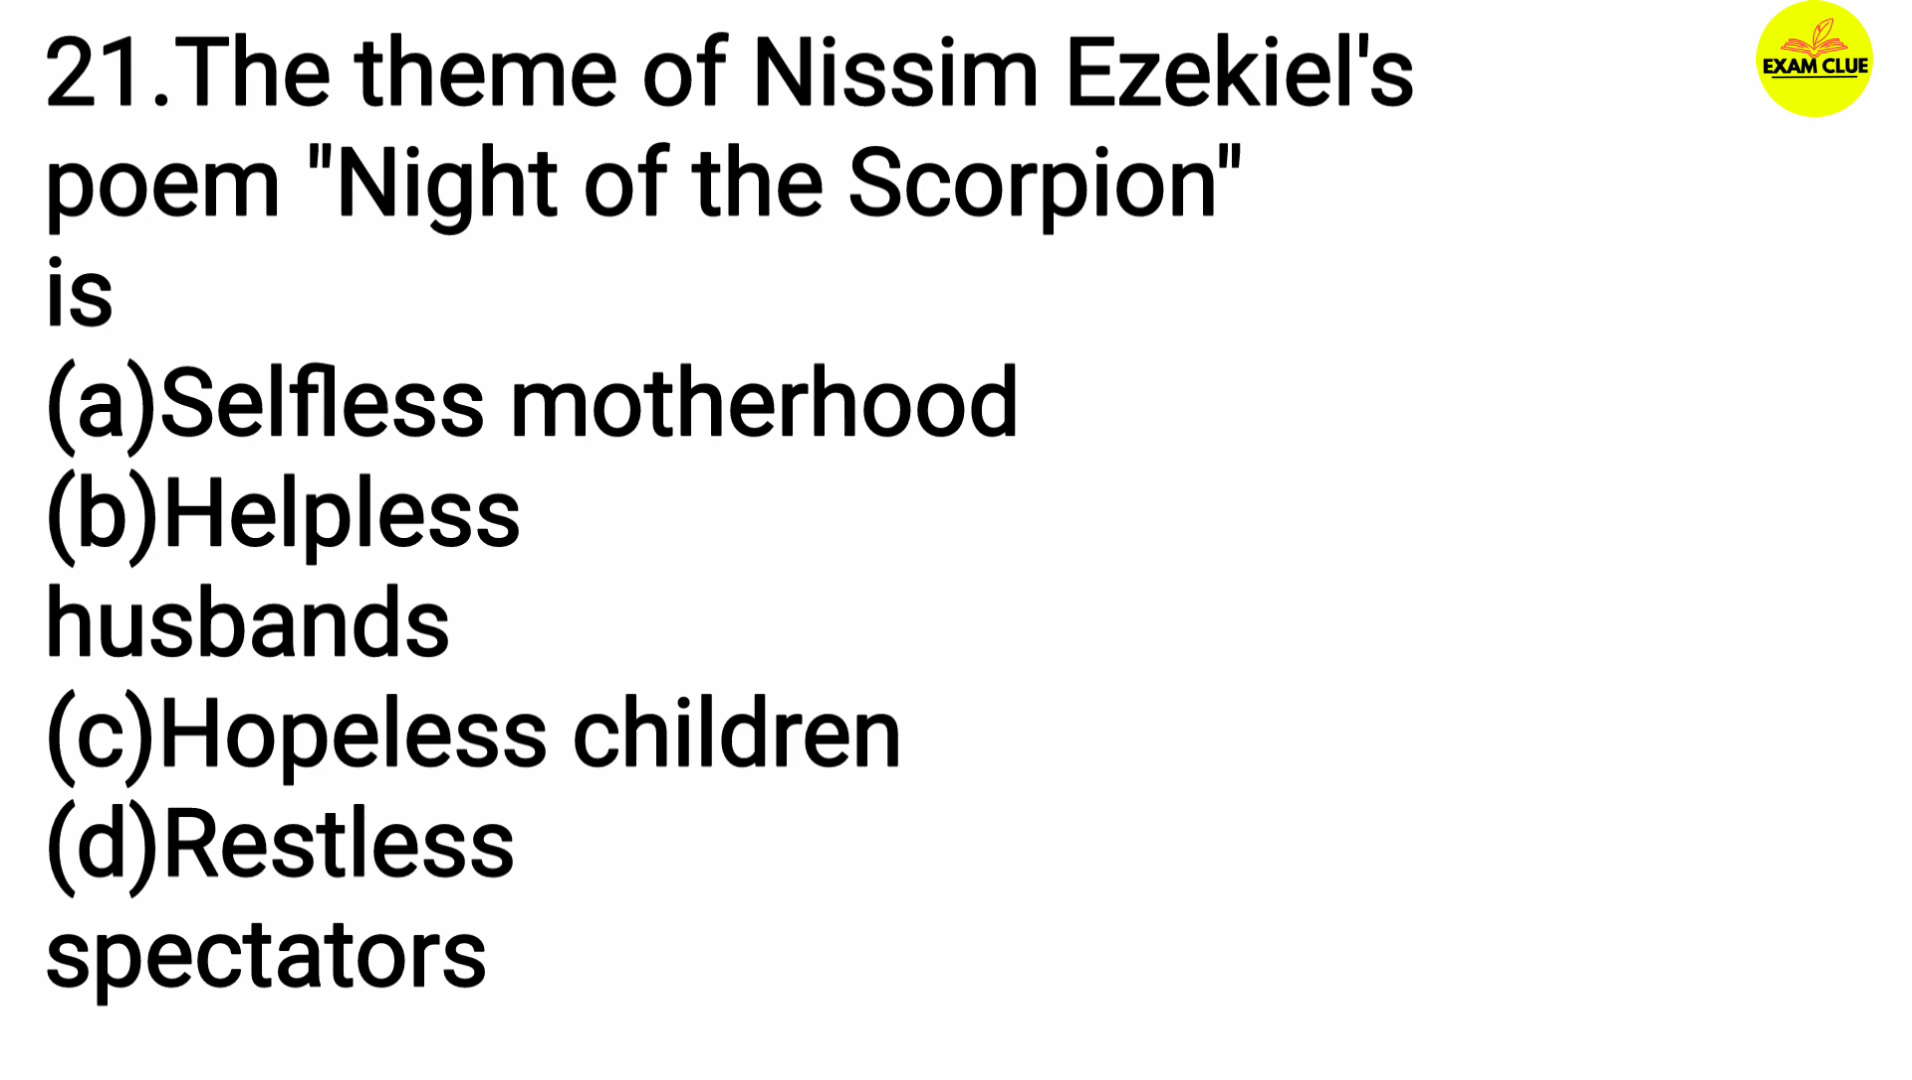 21.The theme of Nissim Ezekiel's
poem "Night of the Scorpion"
is
(a)Selfless motherhood
(b)Helpless
husbands
(c)Hopeless children
(d)Restless
spectators
EXAM CLUE